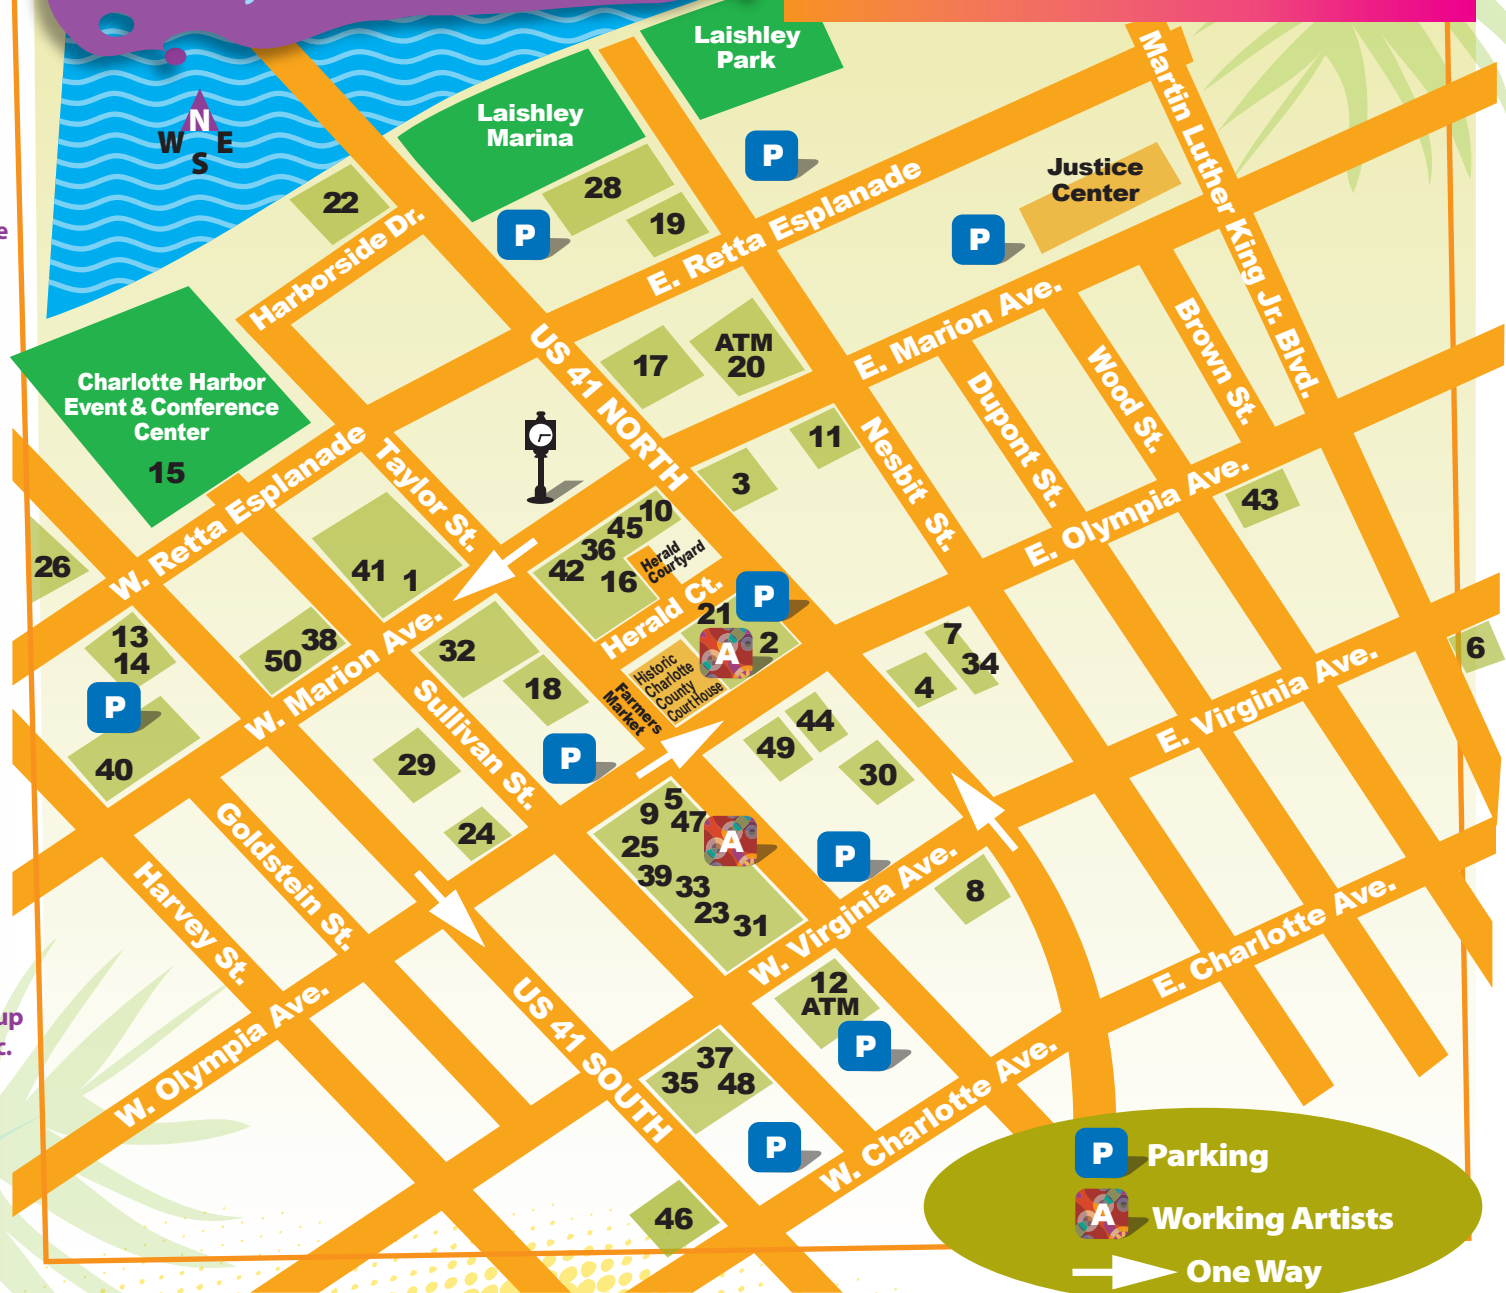 Laishley
Park
Martin Luther King Jr. Blvd.
Laishley
Marina
N
W E
S
P
Justice
Center
28
22
19
P
P
E. Retta Esplanade
Harborside Dr.
E. Marion Ave.
US 41 NORTH
17
ATM
20
Brown St.
Wood St.
Dupont St.
Charlotte Harbor
Event & Conference
Center
15
11
3
Nesbit St.
Taylor St.
W. Retta Esplanade
E. Olympia Ave.
43
10
45
36
42
16
Herald
Courtyard
Herald Ct.
26
41
1
P
21
A
2
13
14
38
50
32
18
7
34
4
6
W. Marion Ave.
Historic
Charlotte
County
Court House
Farmers
Market
E. Virginia Ave.
P
40
Sullivan St.
29
24
P
44
49
30
5
9
47
A
25
39
33
23
31
P
8
Goldstein St.
Harvey St.
W. Virginia Ave.
E. Charlotte Ave.
12
ATM
P
W. Olympia Ave.
US 41 SOUTH
37
35
48
P
W. Charlotte Ave.
46
e
up
c.
P Parking
A Working Artists
One Way